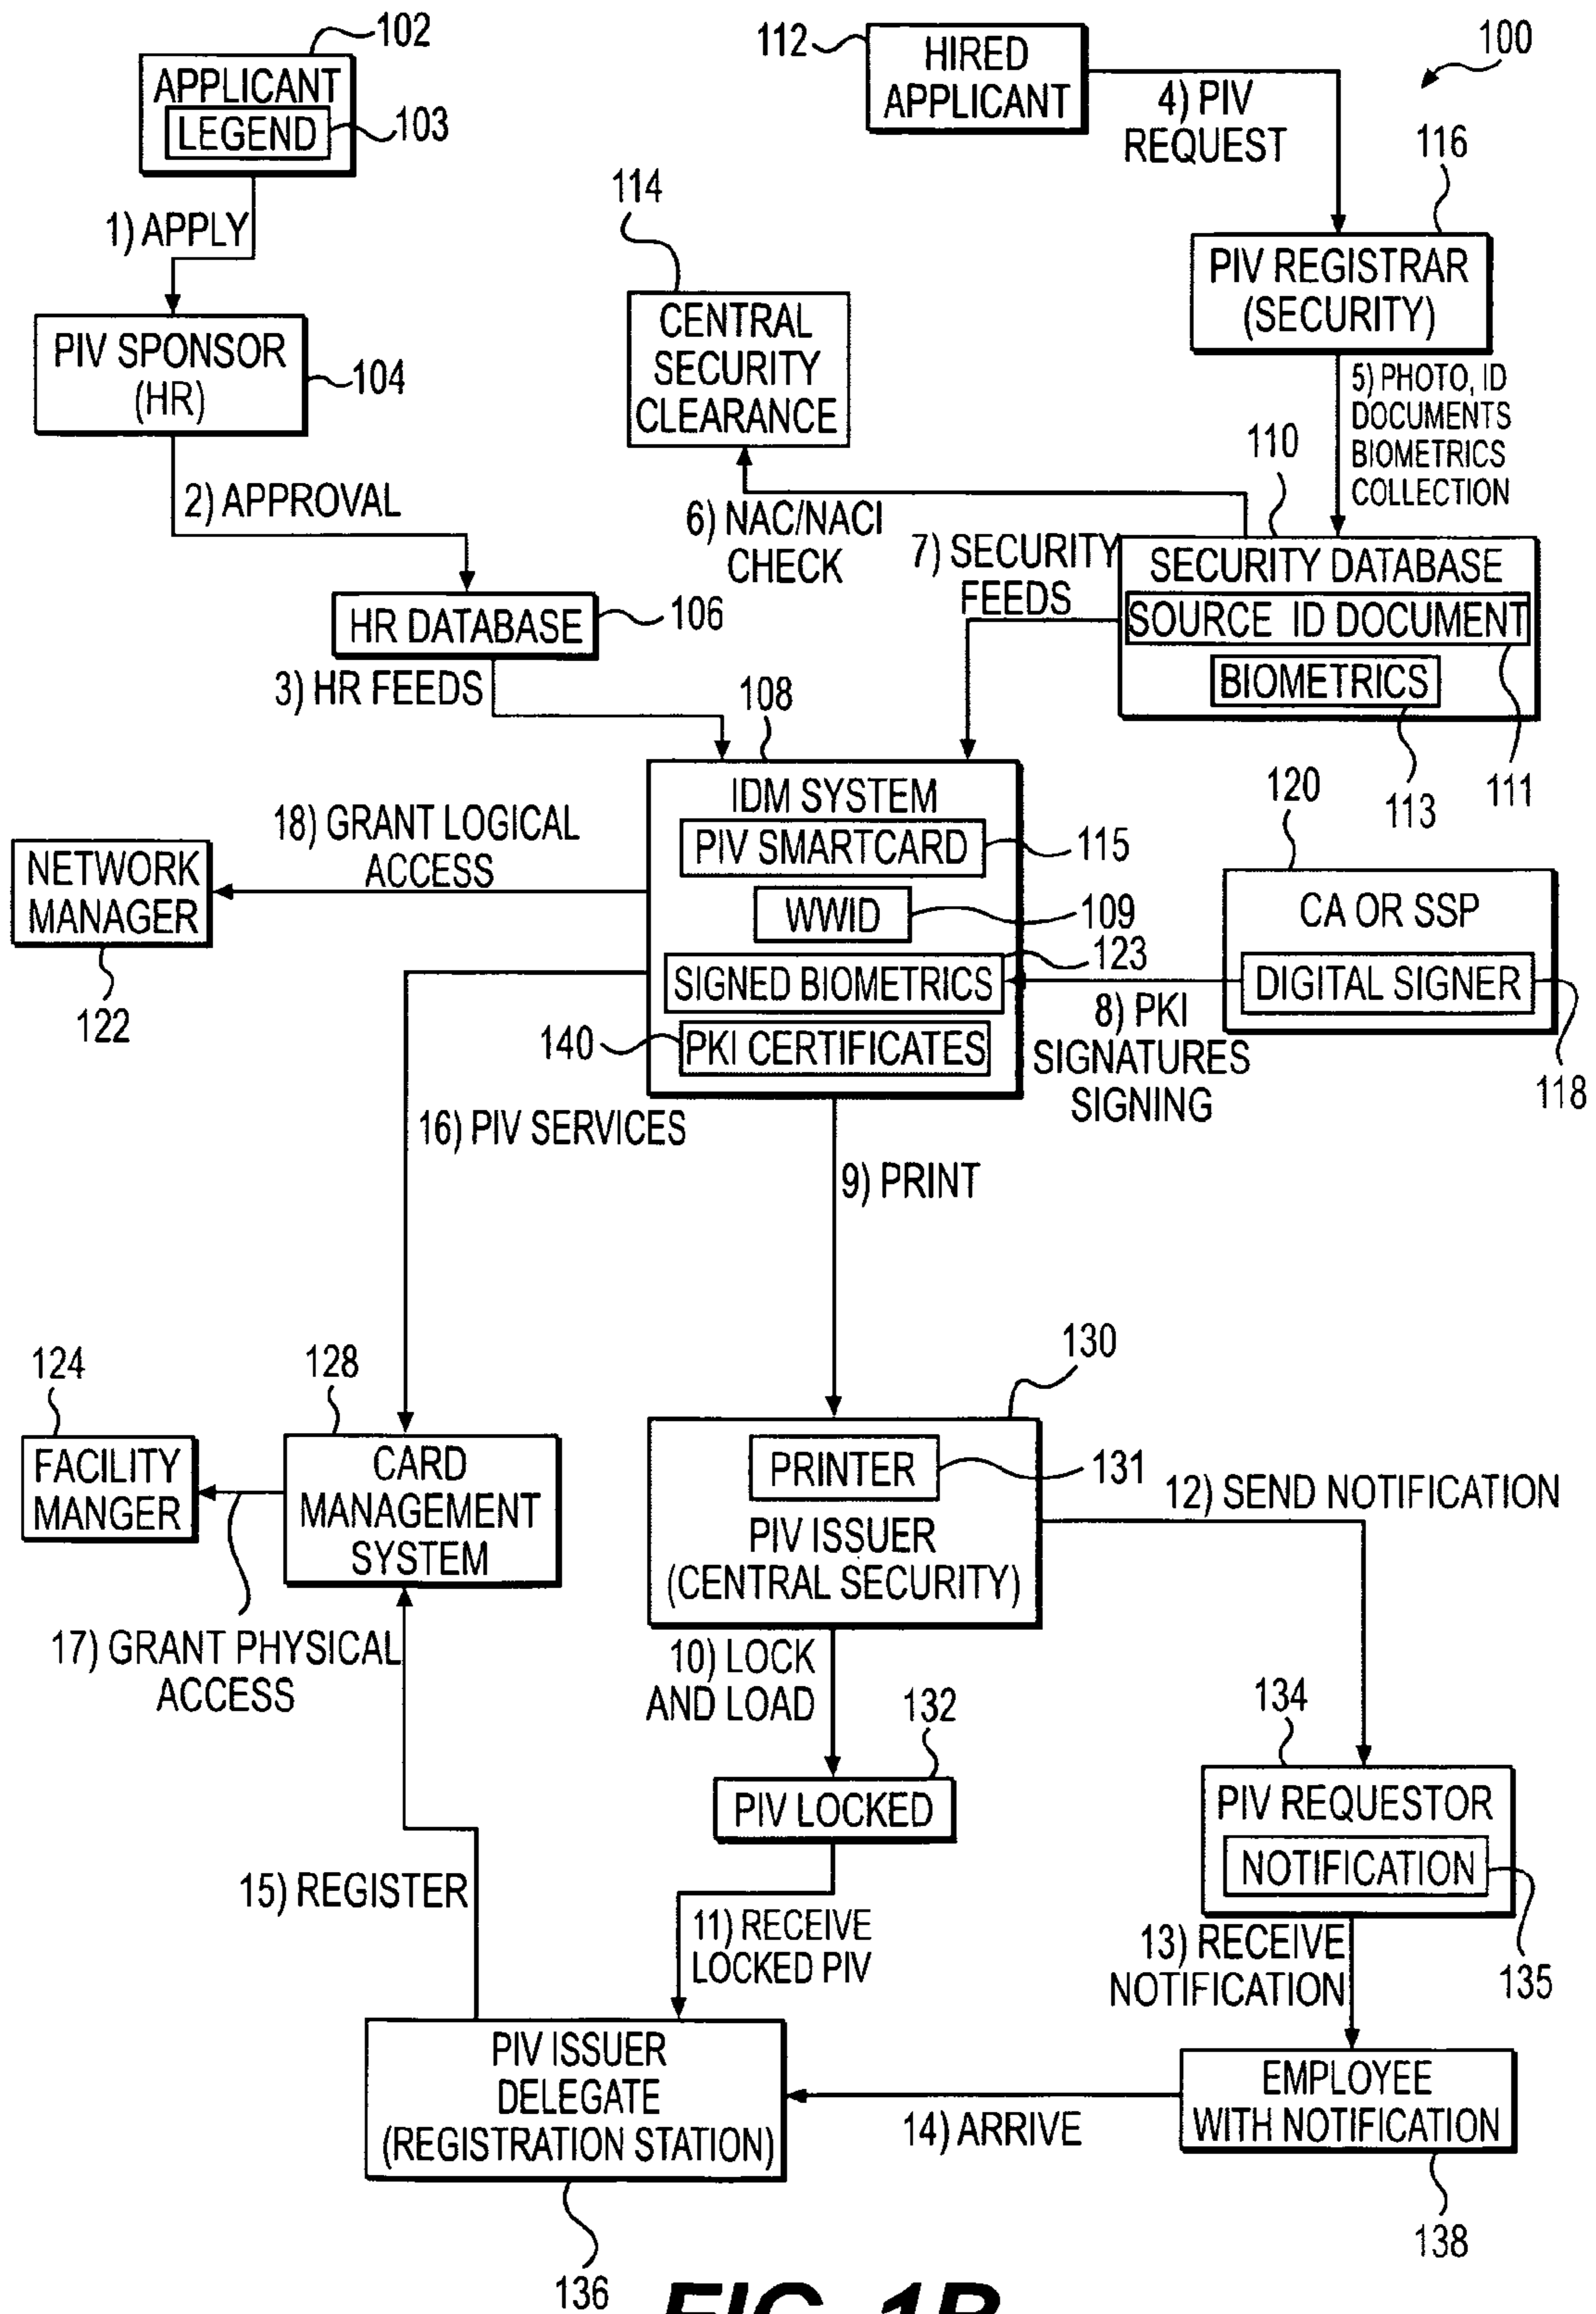 102
APPLICANT
LEGEND
103
1) APPLY
PIV SPONSOR
(HR)
104
2) APPROVAL
HR DATABASE
106
3) HR FEEDS
112
HIRED
APPLICANT
100
4) PIV
REQUEST
116
PIV REGISTRAR
(SECURITY)
114
CENTRAL
SECURITY
CLEARANCE
5) PHOTO, ID
DOCUMENTS
BIOMETRICS
COLLECTION
110
6) NAC/NACI
CHECK
7) SECURITY
FEEDS
SECURITY DATABASE
SOURCE ID DOCUMENT
BIOMETRICS
113
111
108
IDM SYSTEM
PIV SMARTCARD
115
WWID
109
SIGNED BIOMETRICS
123
PKI CERTIFICATES
140
120
CA OR SSP
DIGITAL SIGNER
118
8) PKI
SIGNATURES
SIGNING
18) GRANT LOGICAL
ACCESS
NETWORK
MANAGER
122
16) PIV SERVICES
9) PRINT
124
FACILITY
MANGER
128
CARD
MANAGEMENT
SYSTEM
17) GRANT PHYSICAL
ACCESS
130
PRINTER
131
PIV ISSUER
(CENTRAL SECURITY)
12) SEND NOTIFICATION
10) LOCK
AND LOAD
132
PIV LOCKED
134
PIV REQUESTOR
NOTIFICATION
135
15) REGISTER
11) RECEIVE
LOCKED PIV
13) RECEIVE
NOTIFICATION
PIV ISSUER
DELEGATE
(REGISTRATION STATION)
136
14) ARRIVE
EMPLOYEE
WITH NOTIFICATION
138
FIG. 1B